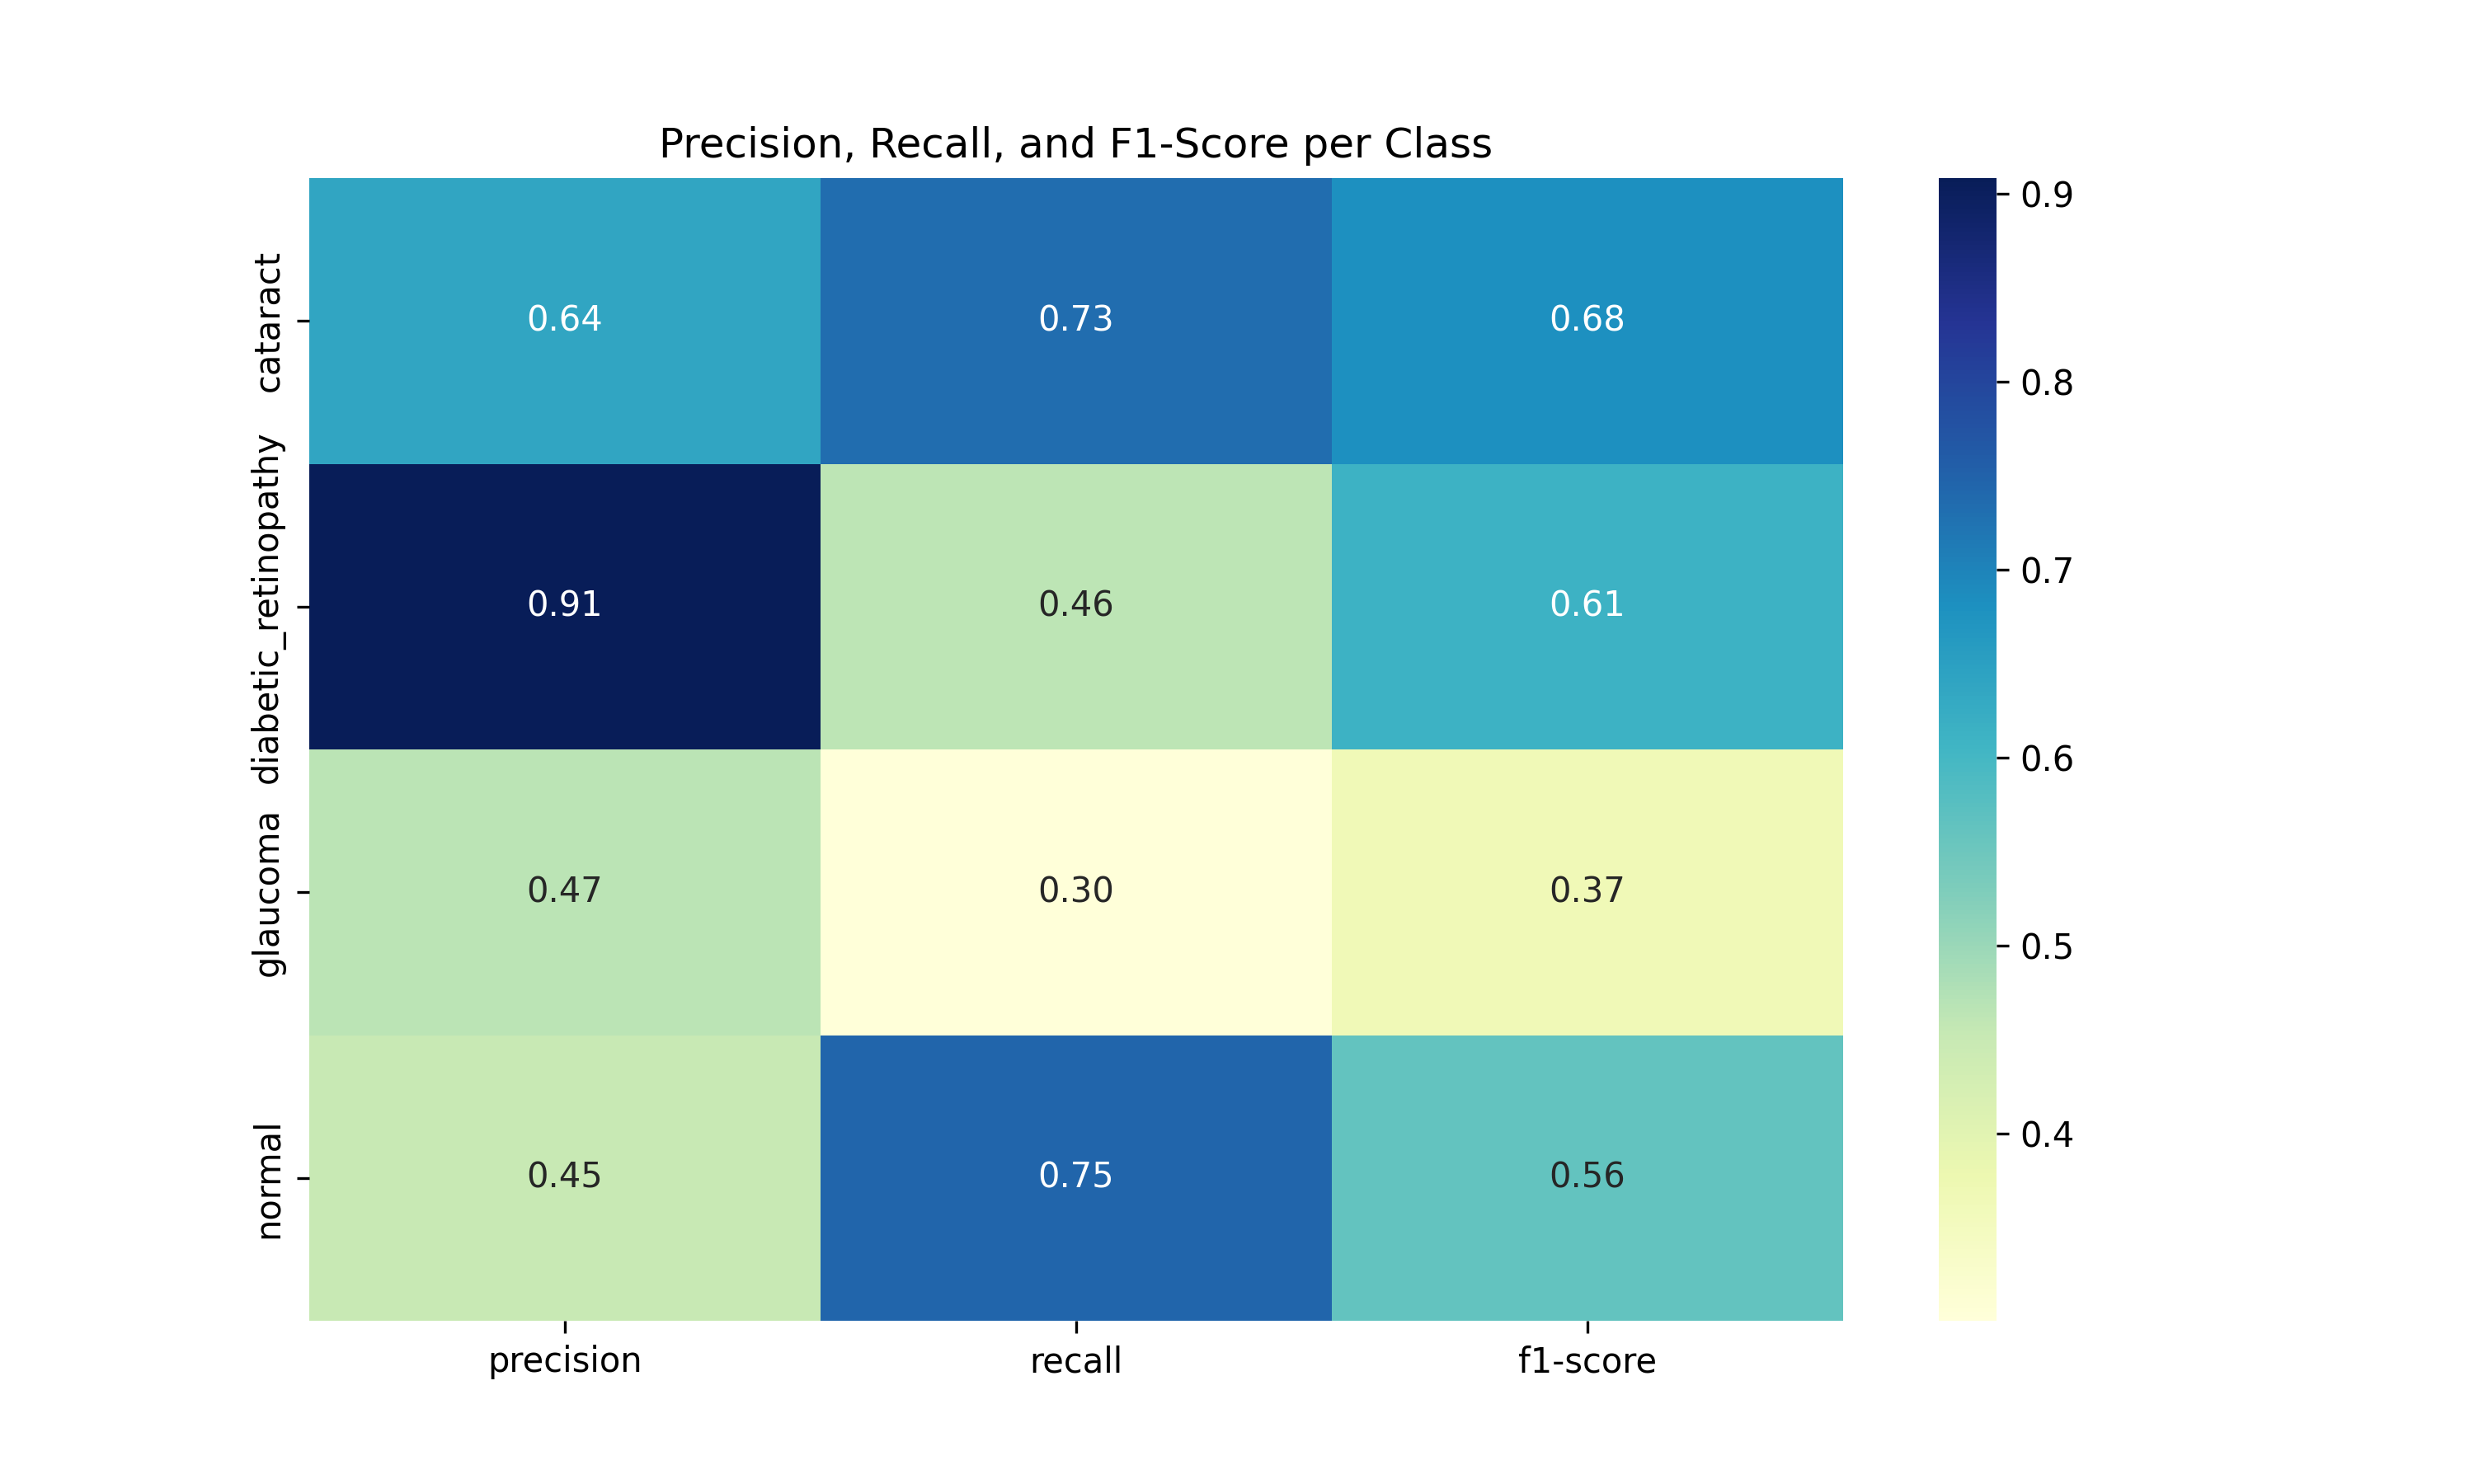 Precision, Recall, and F1-Score per Class
cataract
0.64 0.73 0.68
diabetic_retinopathy
0.91 0.46 0.61
glaucoma
0.47 0.30 0.37
normal
0.45 0.75 0.56
precision recall f1-score
0.9
0.8
0.7
0.6
0.5
0.4